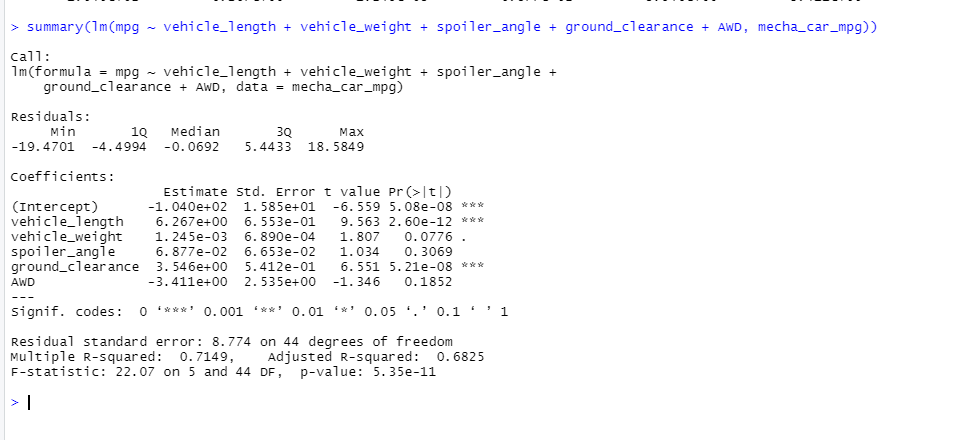 > summary(lm(mpg ~ vehicle_length + vehicle_weight + spoiler_angle + ground_clearance + AWD, mecha_car_mpg))
Call:
lm(formula = mpg ~ vehicle_length + vehicle_weight + spoiler_angle +
    ground_clearance + AWD, data = mecha_car_mpg)
Residuals:
     Min       1Q   Median       3Q      Max
-19.4701  -4.4994  -0.0692   5.4433  18.5849
Coefficients:
                   Estimate Std. Error t value Pr(>|t|)
(Intercept)      -1.040e+02  1.585e+01  -6.559 5.08e-08 ***
vehicle_length    6.267e+00  6.553e-01   9.563 2.60e-12 ***
vehicle_weight    1.245e-03  6.890e-04   1.807   0.0776 .
spoiler_angle     6.877e-02  6.653e-02   1.034   0.3069
ground_clearance  3.546e+00  5.412e-01   6.551 5.21e-08 ***
AWD              -3.411e+00  2.535e+00  -1.346   0.1852
---
Signif. codes:  0 ‘***’ 0.001 ‘**’ 0.01 ‘*’ 0.05 ‘.’ 0.1 ‘ ’ 1
Residual standard error: 8.774 on 44 degrees of freedom
Multiple R-squared:  0.7149,    Adjusted R-squared:  0.6825
F-statistic: 22.07 on 5 and 44 DF,  p-value: 5.35e-11
>